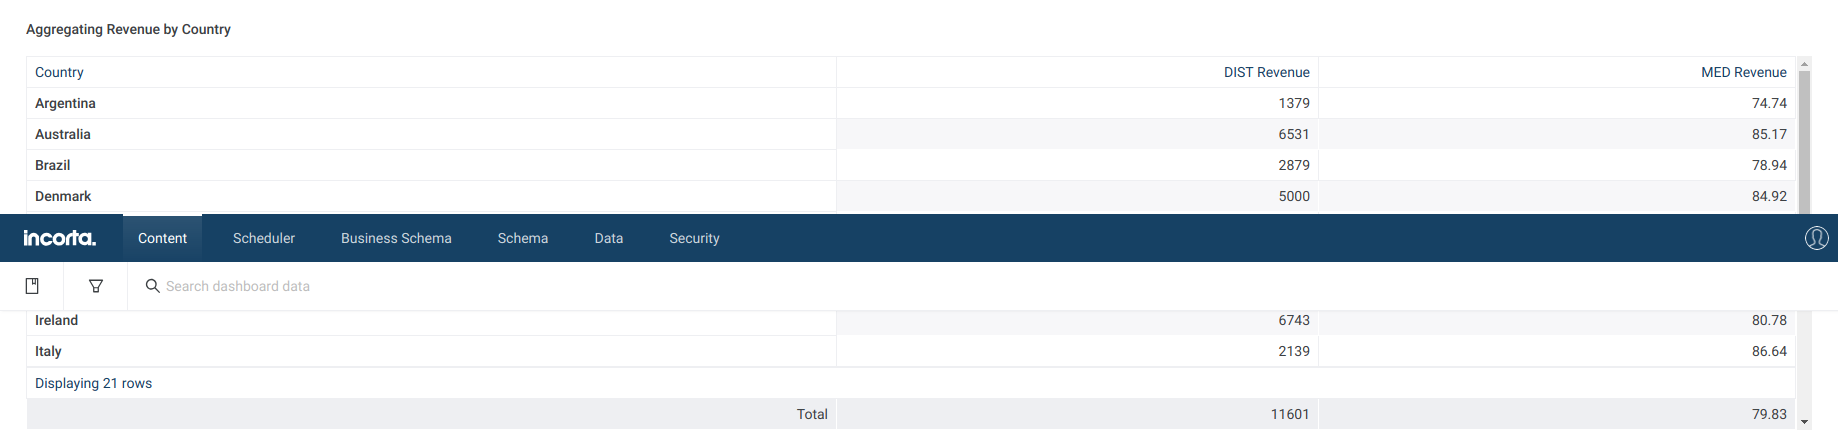 Aggregating Revenue by Country
Country DIST Revenue MED Revenue
Argentina 1379 74.74
Australia 6531 85.17
Brazil 2879 78.94
Denmark 5000 84.92
incorta. Content Scheduler Business Schema Schema Data Security
Search dashboard data
Ireland 6743 80.78
Italy 2139 86.64
Displaying 21 rows
Total 11601 79.83